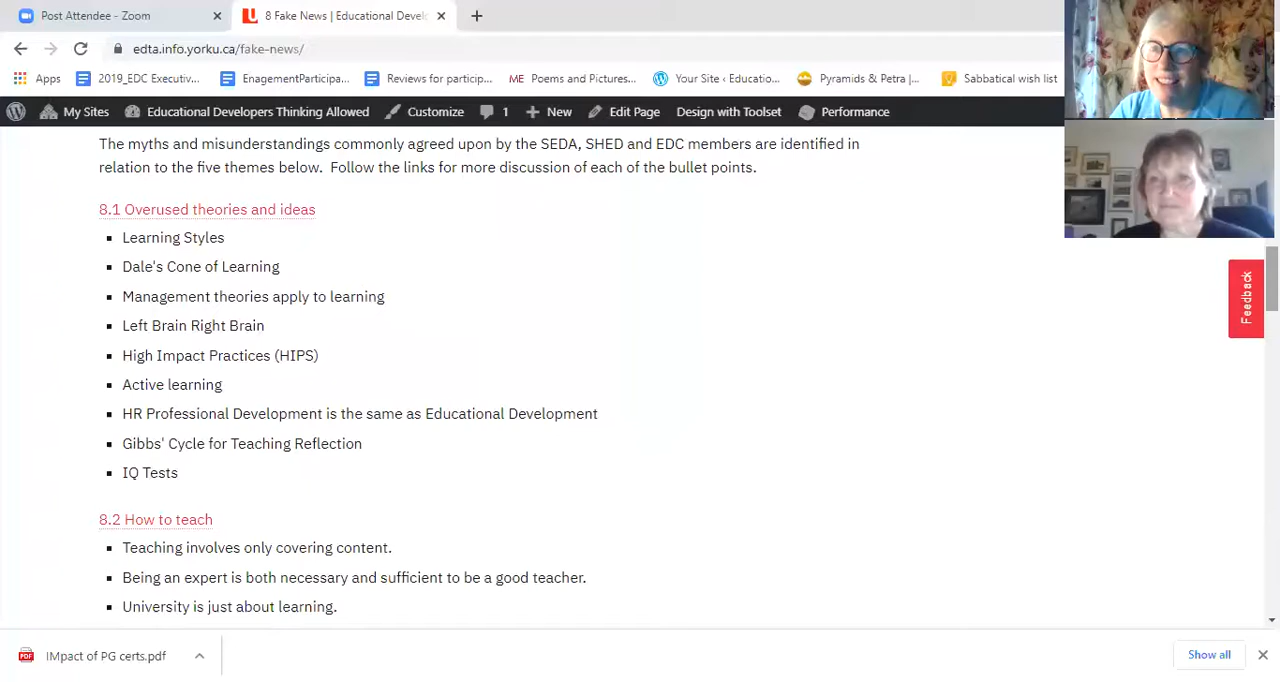 Post Attendee - Zoom
8 Fake News | Educational Devel
edta.info.yorku.ca/fake-news/
Apps
2019_EDC Executiv...
EnagementParticipa...
Reviews for particip...
ME Poems and Pictures...
Your Site ‹ Educatio...
Pyramids & Petra |...
Sabbatical wish list
My Sites
Educational Developers Thinking Allowed
Customize
1
New
Edit Page
Design with Toolset
Performance
The myths and misunderstandings commonly agreed upon by the SEDA, SHED and EDC members are identified in
relation to the five themes below. Follow the links for more discussion of each of the bullet points.
8.1 Overused theories and ideas
Learning Styles
Dale's Cone of Learning
Management theories apply to learning
Left Brain Right Brain
High Impact Practices (HIPS)
Active learning
HR Professional Development is the same as Educational Development
Gibbs' Cycle for Teaching Reflection
IQ Tests
8.2 How to teach
Teaching involves only covering content.
Being an expert is both necessary and sufficient to be a good teacher.
University is just about learning.
Feedback
PDF
IMpact of PG certs.pdf
Show all